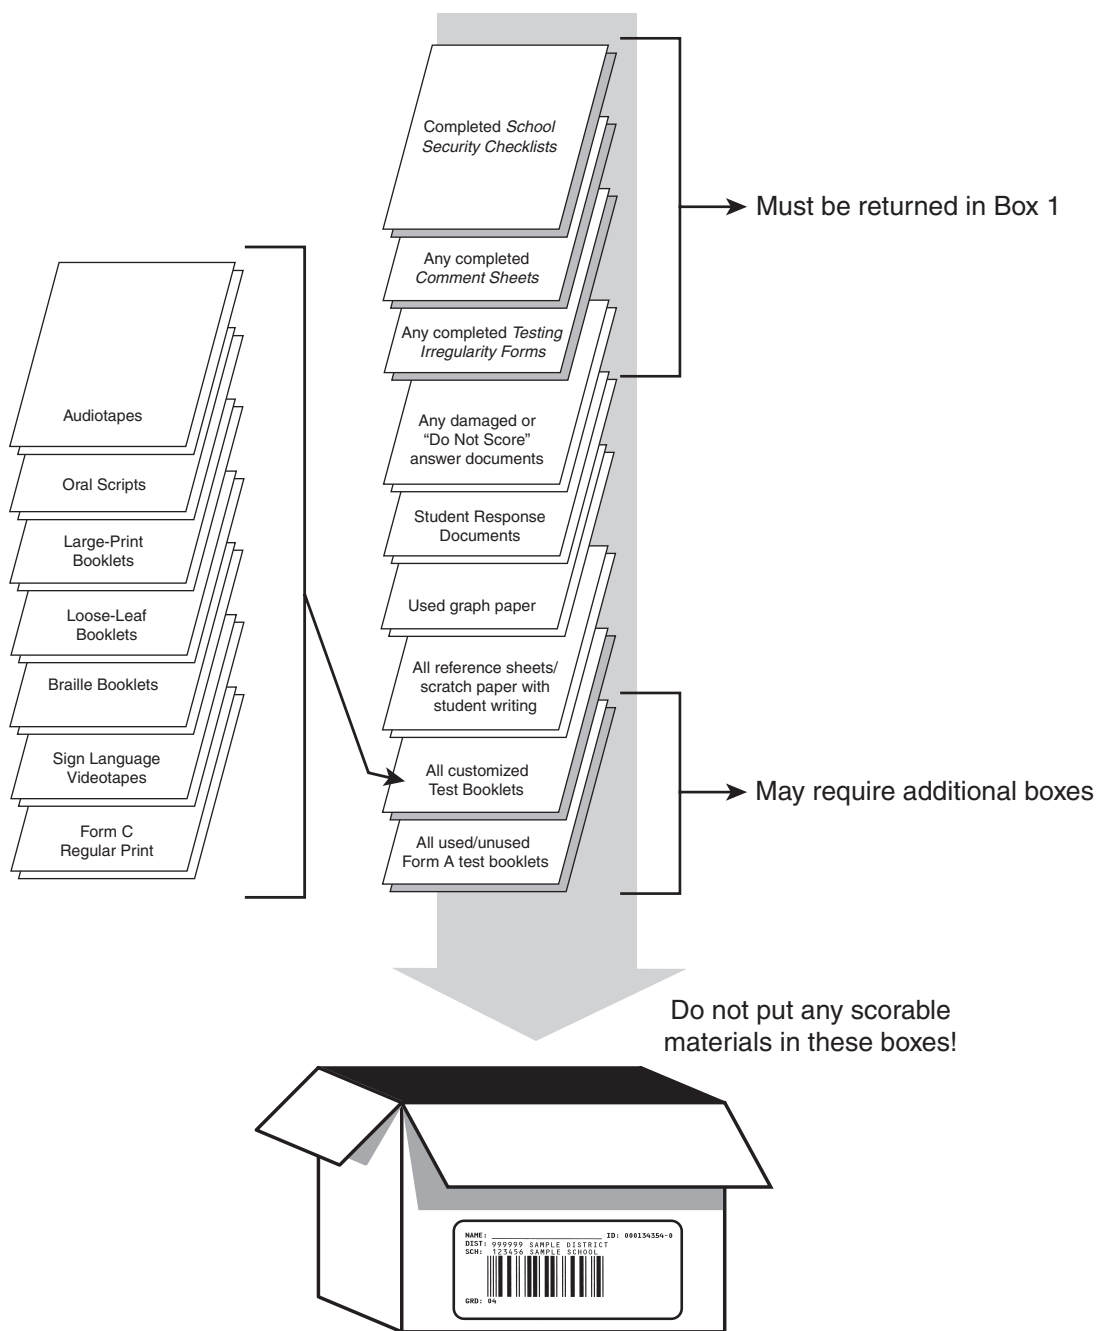 Completed School
Security Checklists
Any completed
Comment Sheets
Any completed Testing
Irregularity Forms
Any damaged or
“Do Not Score”
answer documents
Student Response
Documents
Used graph paper
All reference sheets/
scratch paper with
student writing
All customized
Test Booklets
All used/unused
Form A test booklets
Must be returned in Box 1
May require additional boxes
Audiotapes
Oral Scripts
Large-Print
Booklets
Loose-Leaf
Booklets
Braille Booklets
Sign Language
Videotapes
Form C
Regular Print
Do not put any scorable
materials in these boxes!
NAME: ID: 000134354-0
DIST: 999999 SAMPLE DISTRICT
SCH: 123456 SAMPLE SCHOOL
GRD: 04